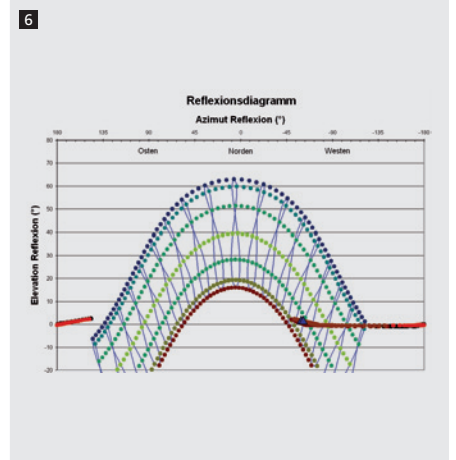 6
Reflexionsdiagramm
Azimut Reflexion (°)
180 135 90 45 0 -45 -90 -135 -180
80
Osten Norden Westen
70
60
50
40
30
20
10
0
-10
-20
Elevation Reflexion (°)